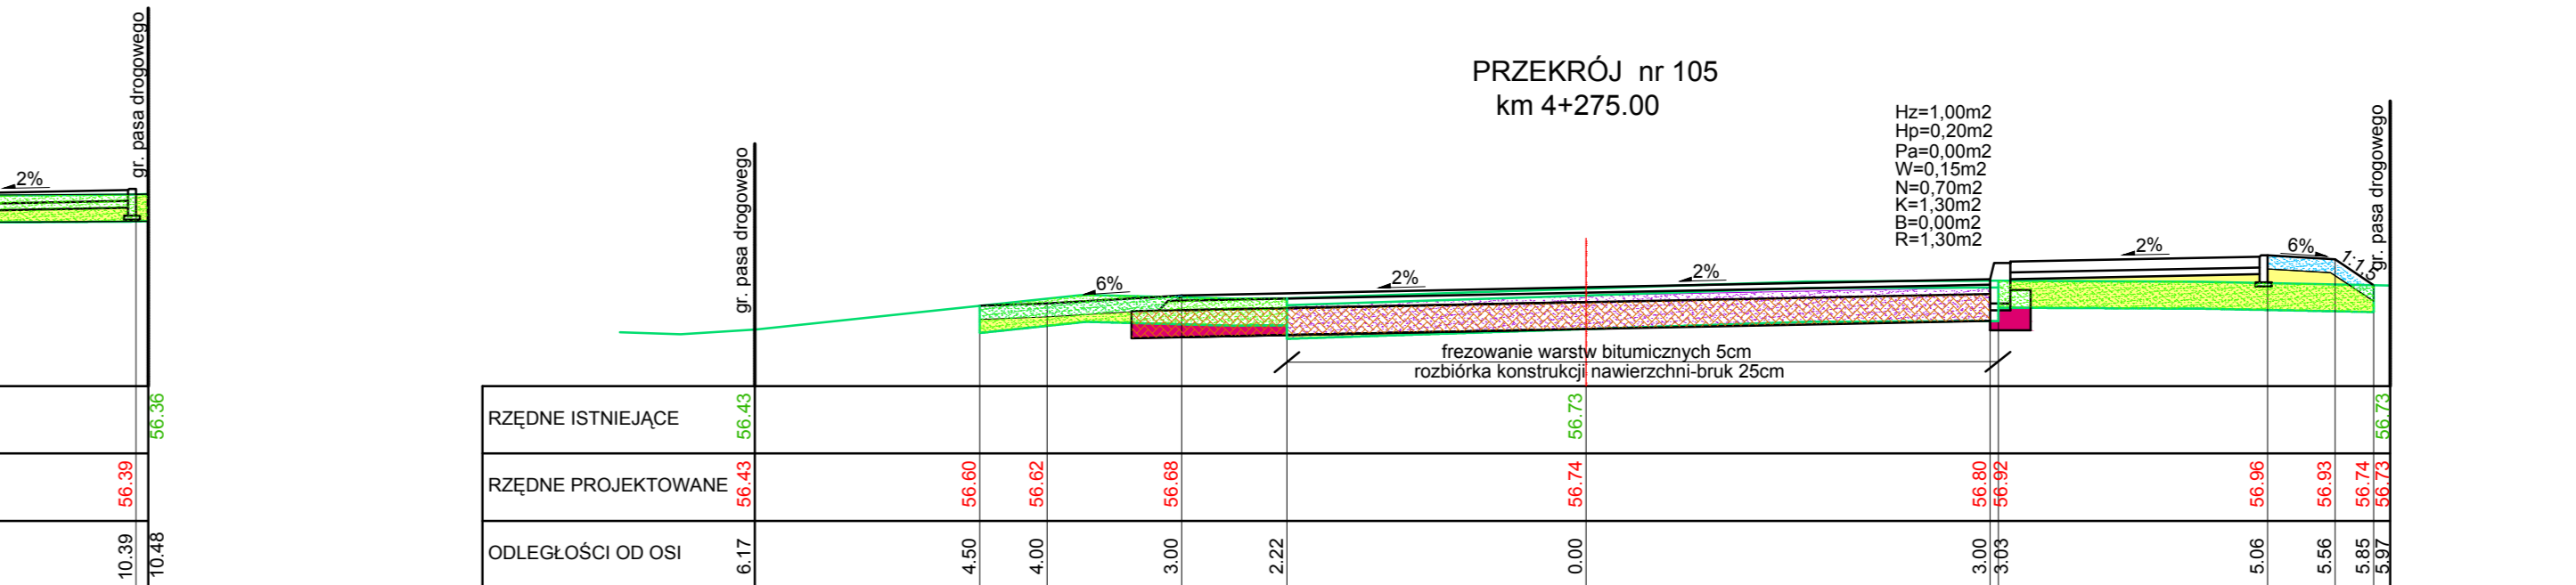 gr. pasa drogowego
2%
56.36
56.39
10.39
10.48
PRZEKRÓJ nr 105
km 4+275.00
Hz=1,00m2
Hp=0,20m2
Pa=0,00m2
W=0,15m2
N=0,70m2
K=1,30m2
B=0,00m2
R=1,30m2
gr. pasa drogowego
gr. pasa drogowego
6%
2%
2%
2%
6%
1:1,5
frezowanie warstw bitumicznych 5cm
rozbiórka konstrukcji nawierzchni-bruk 25cm
RZĘDNE ISTNIEJĄCE 56.43 56.73 56.73
RZĘDNE PROJEKTOWANE 56.43 56.60 56.62 56.68 56.74 56.80 56.92 56.96 56.93 56.74 56.73
ODLEGŁOŚCI OD OSI 6.17 4.50 4.00 3.00 2.22 0.00 3.00 3.03 5.06 5.56 5.85 5.97